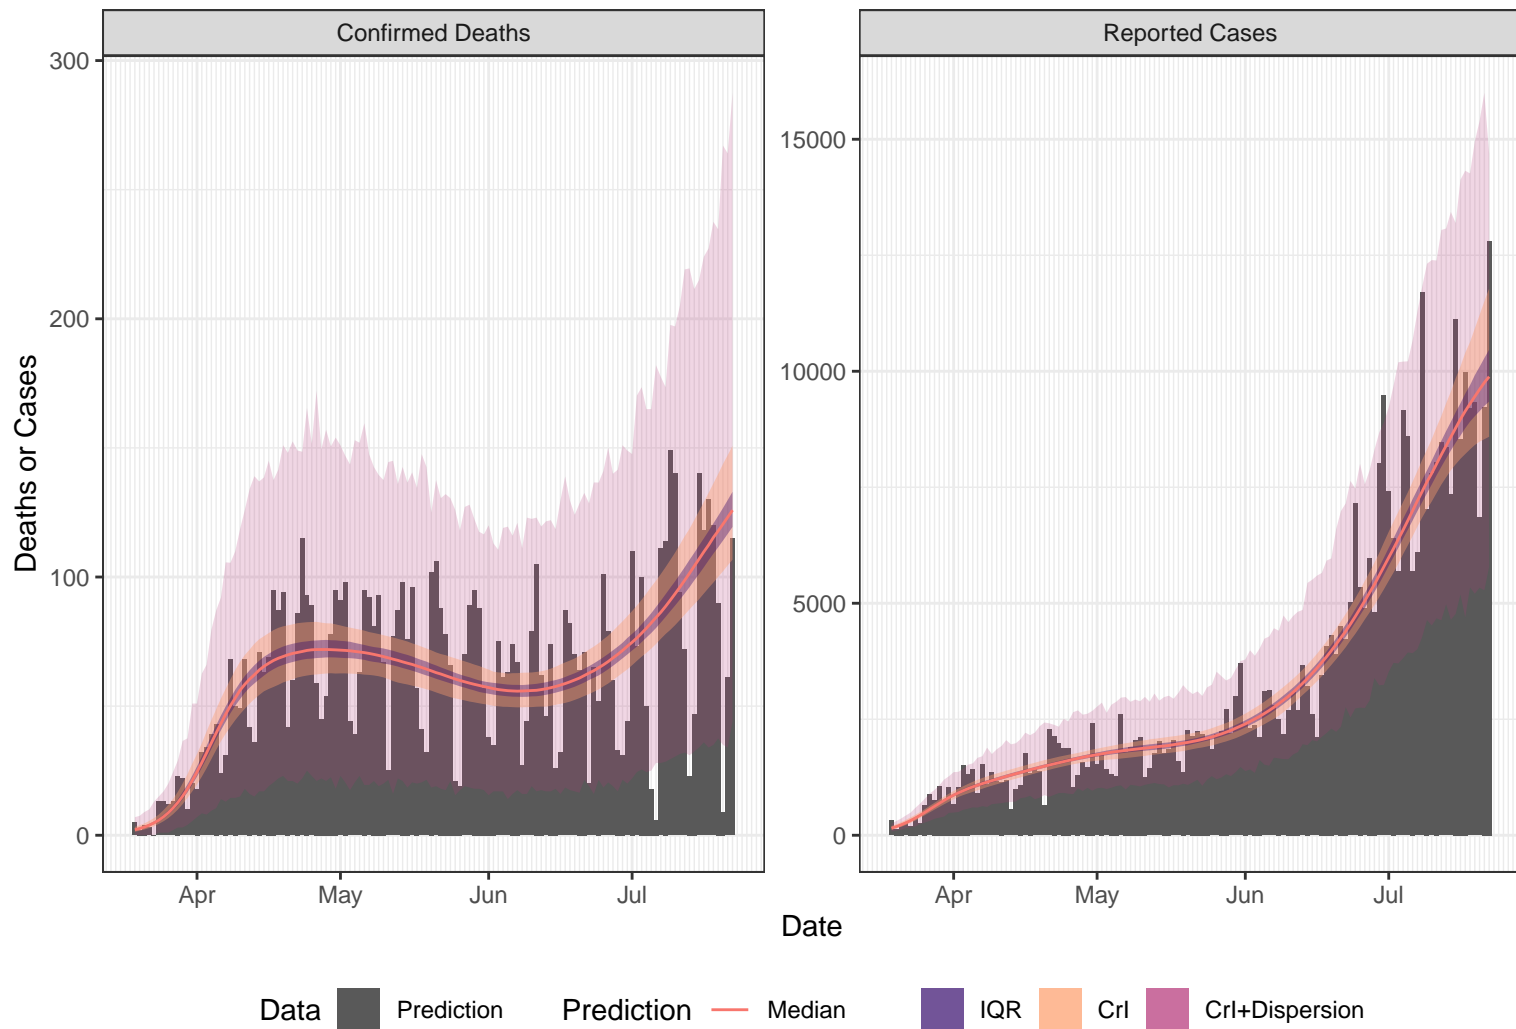 Confirmed Deaths
Reported Cases
Deaths or Cases
300
200
100
0
15000
10000
5000
0
Apr May Jun Jul
Apr May Jun Jul
Date
Data Prediction Prediction Median IQR CrI CrI+Dispersion